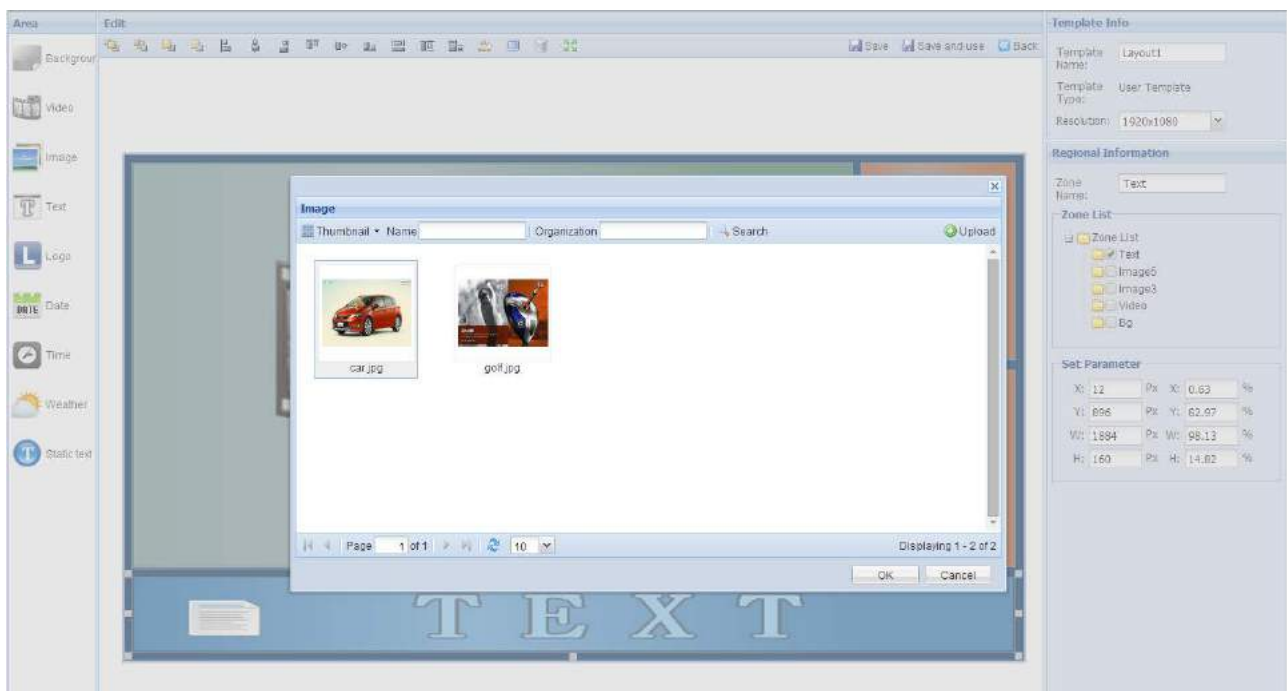 Area
Backgrour
Video
Image
Text
L Logo
DATE Date
Time
Weather
T Static text
Edit
Save Save and use Back
Template Info
Template Name: Layout1
Template Type: User Template
Resolution: 1920x1080
Regional Information
Zone Name: Text
Zone List
Zone List
Text
Image5
Image3
Video
Bg
Set Parameter
X: 12 Px X: 0.63 %
Y: 896 Px Y: 82.97 %
W: 1884 Px W: 98.13 %
H: 160 Px H: 14.82 %
Image
Thumbnail Name Organization Search Upload
car.jpg golf.jpg
Page 1 of 1 10 Displaying 1 - 2 of 2
OK Cancel
TEXT